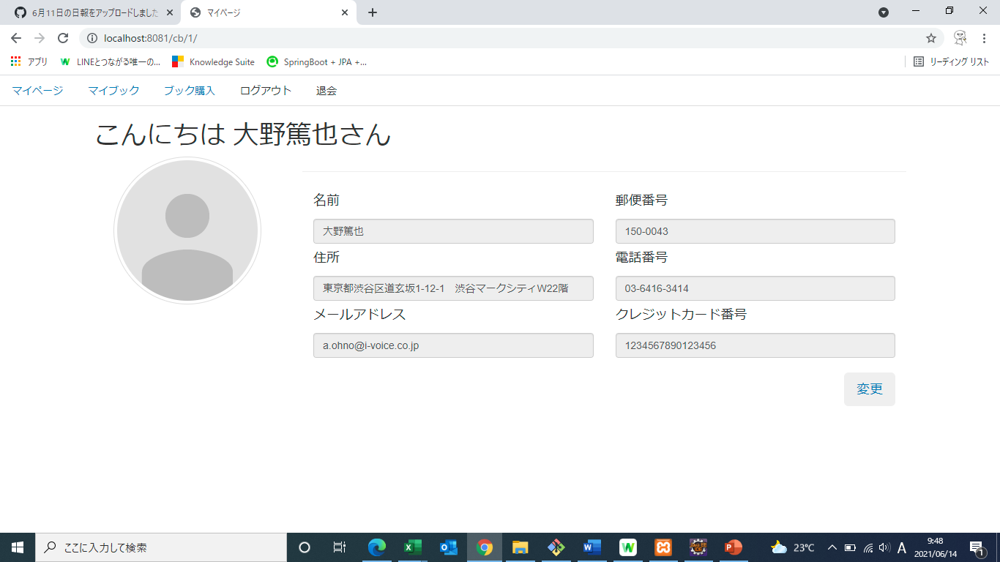 6月11日の日報をアップロードしました
マイページ
localhost:8081/cb/1/
アプリ LINEとつながる唯一の... Knowledge Suite SpringBoot + JPA +... リーディング リスト
マイページ マイブック ブック購入 ログアウト 退会
こんにちは 大野篤也さん
名前 郵便番号
大野篤也 150-0043
住所 電話番号
東京都渋谷区道玄坂1-12-1　渋谷マークシティW22階 03-6416-3414
メールアドレス クレジットカード番号
a.ohno@i-voice.co.jp 1234567890123456
変更
ここに入力して検索 23℃ A 9:48
2021/06/14 1